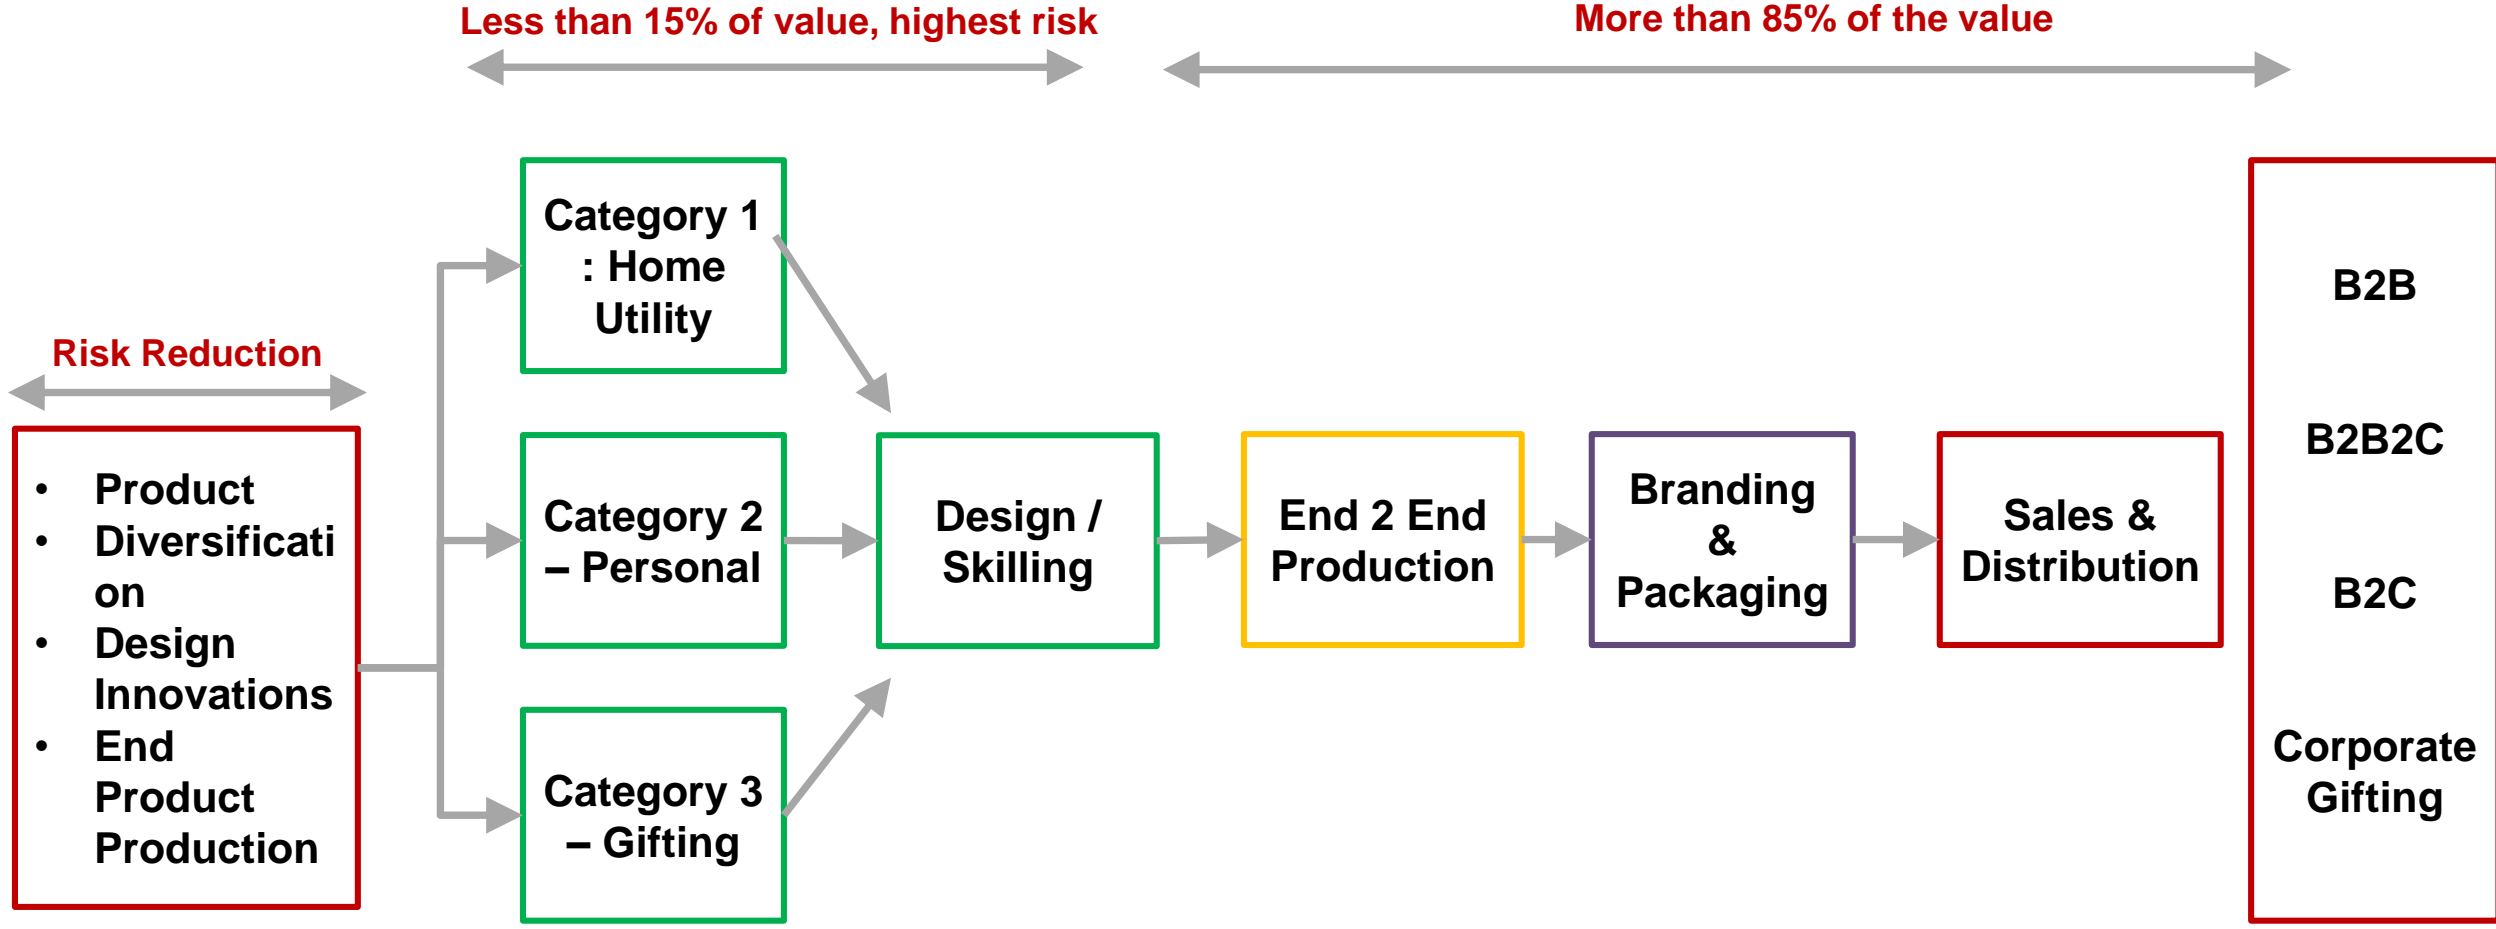 Less than 15% of value, highest risk
More than 85% of the value
Risk Reduction
• Product
• Diversificati
on
• Design
Innovations
• End
Product
Production
Category 1
: Home
Utility
Category 2
– Personal
Category 3
– Gifting
Design /
Skilling
End 2 End
Production
Branding
&
Packaging
Sales &
Distribution
B2B
B2B2C
B2C
Corporate
Gifting